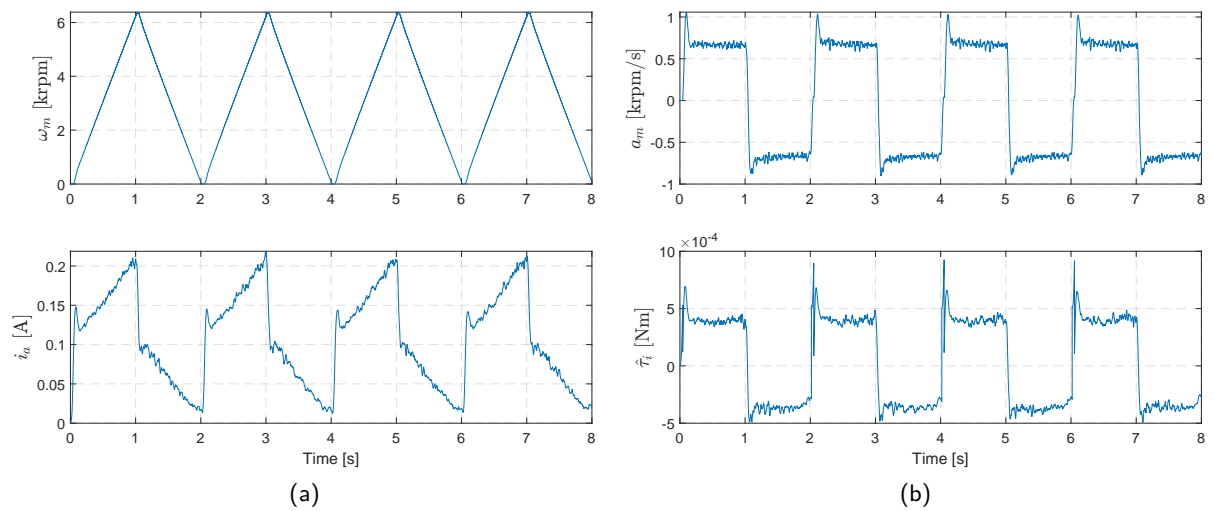 6
4
2
0
ω_m [krpm]
0 1 2 3 4 5 6 7 8
0.2
0.15
0.1
0.05
0
i_a [A]
0 1 2 3 4 5 6 7 8
Time [s]
(a)
1
0.5
0
-0.5
-1
a_m [krpm/s]
0 1 2 3 4 5 6 7 8
×10⁻⁴
10
5
0
-5
τ̂_i [Nm]
0 1 2 3 4 5 6 7 8
Time [s]
(b)